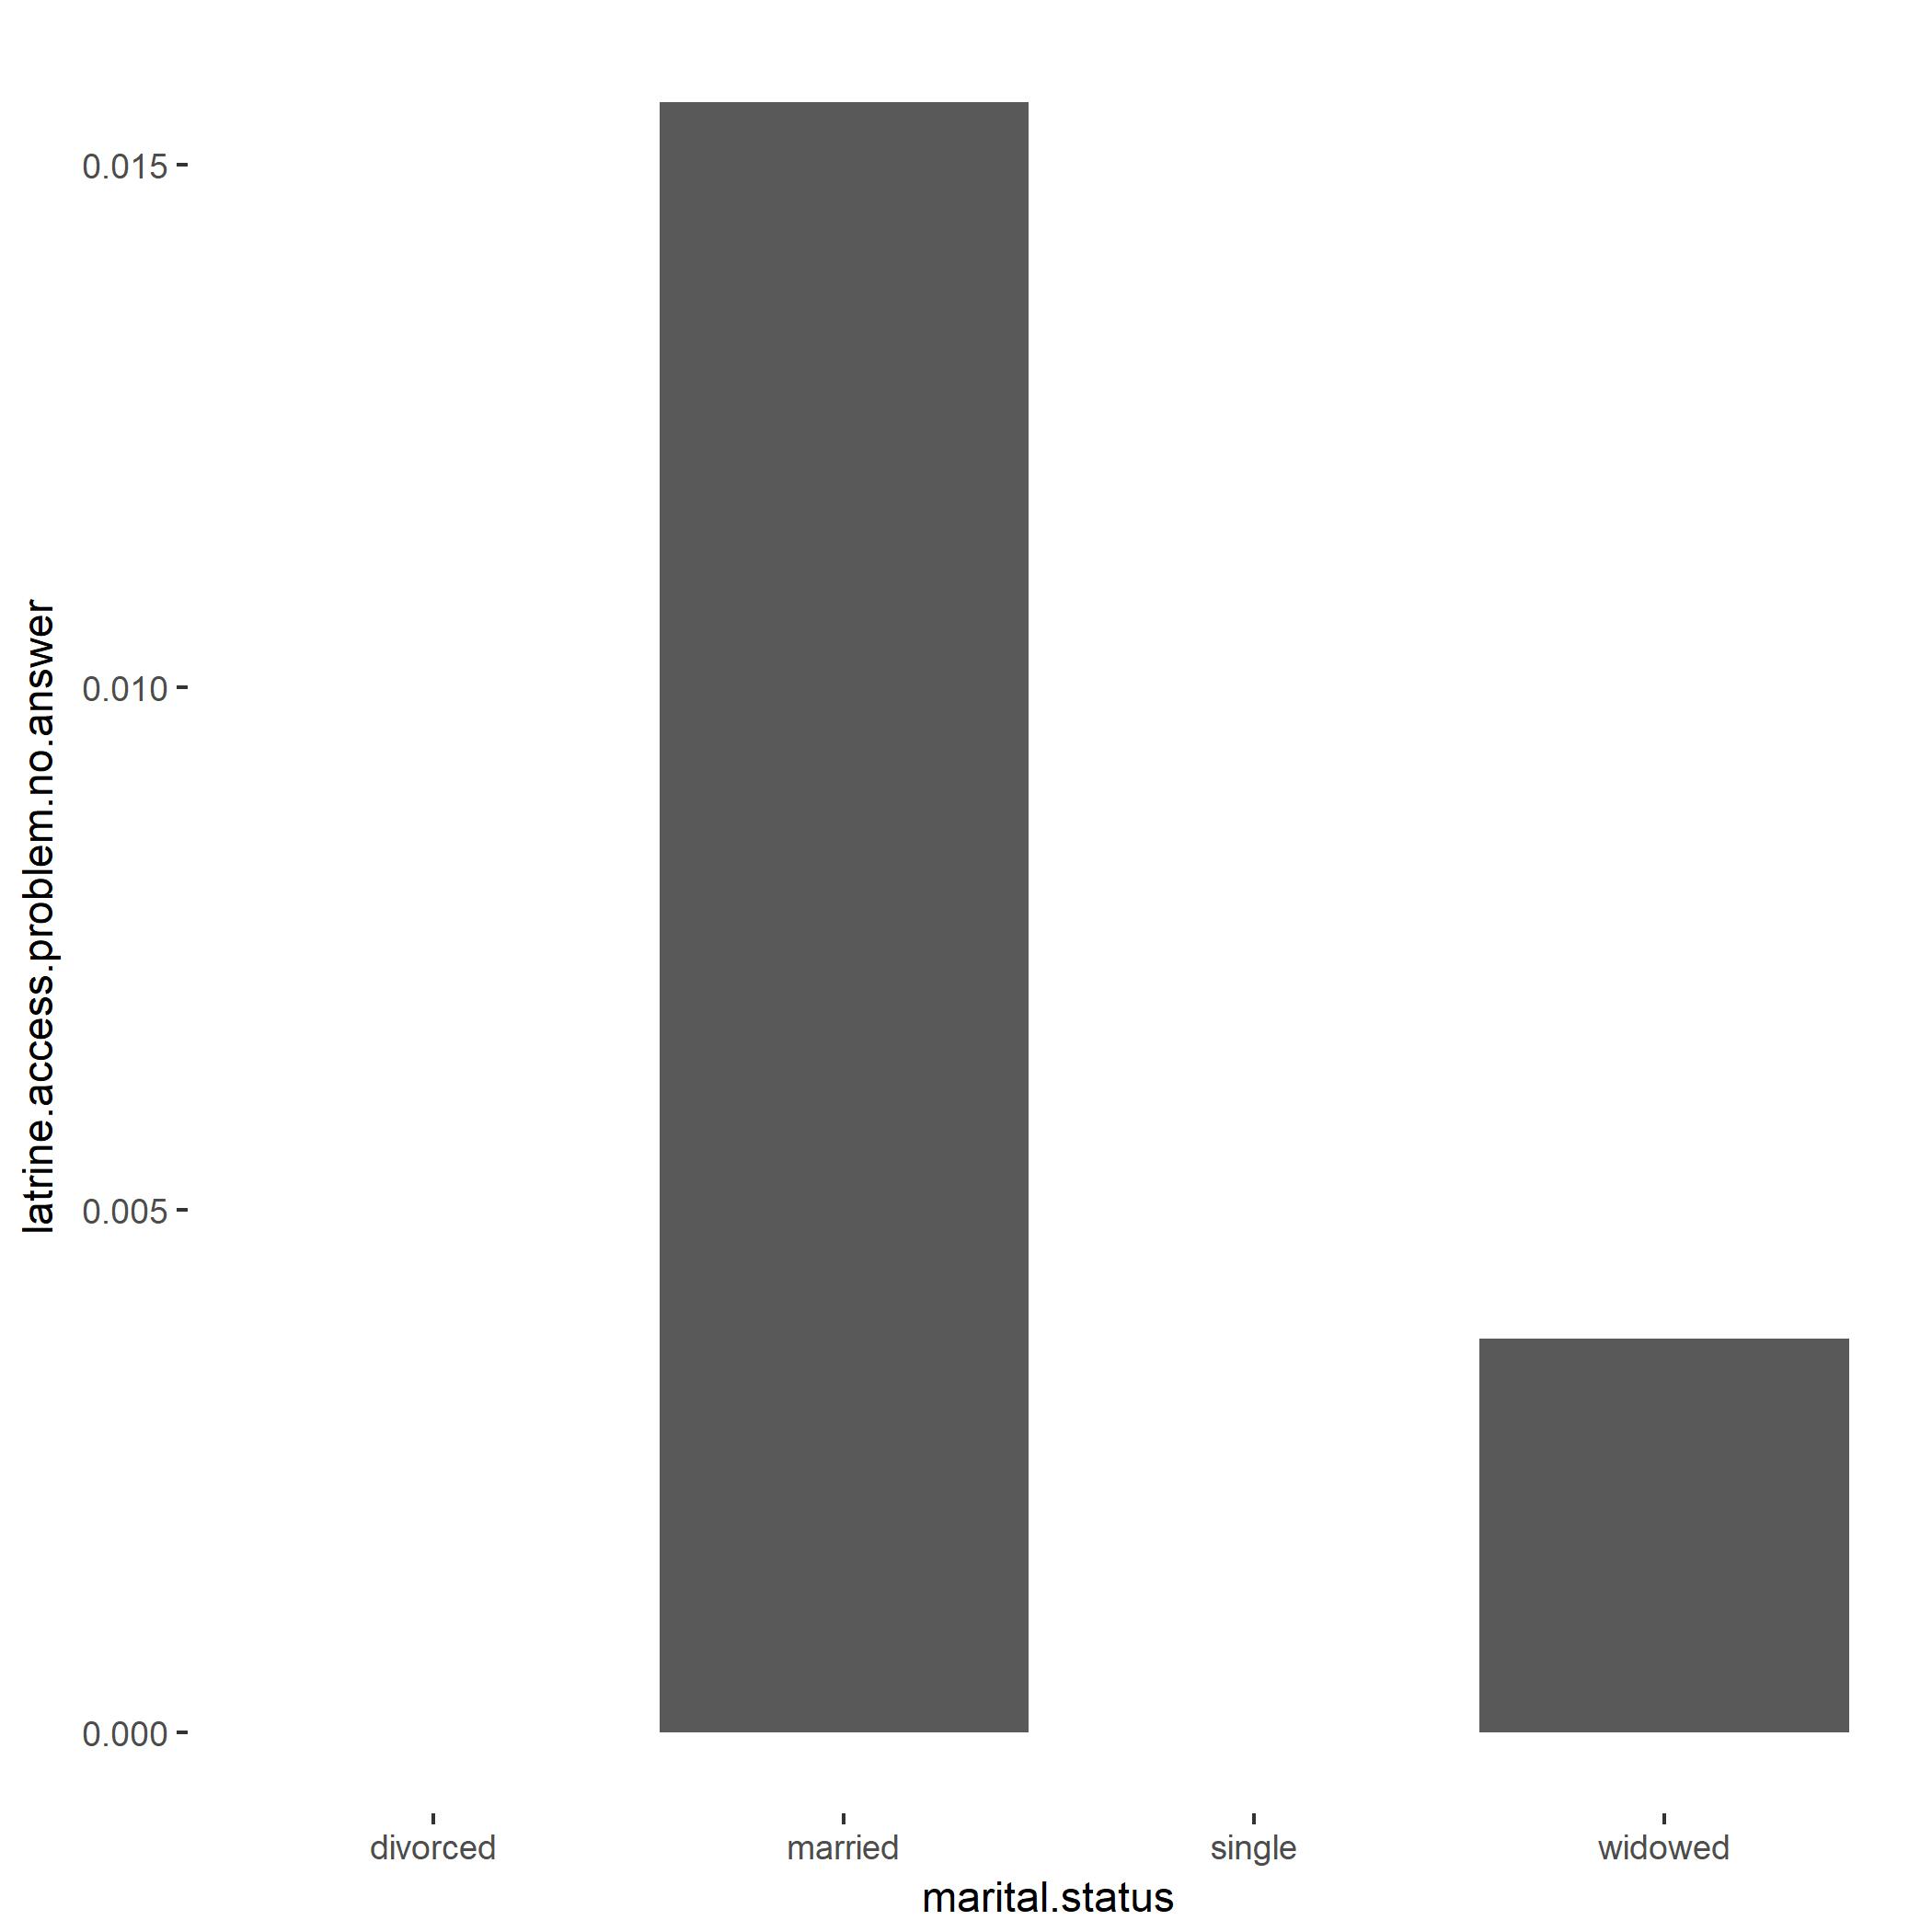 latrine.access.problem.no.answer
0.015
0.010
0.005
0.000
divorced
married
single
widowed
marital.status